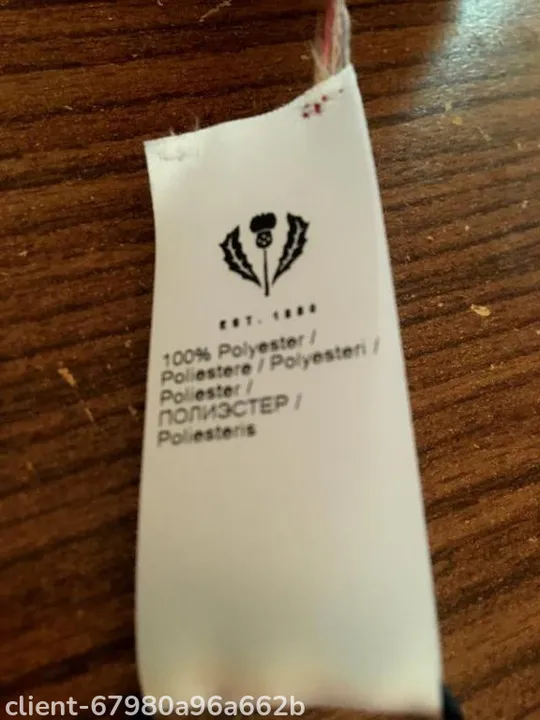 EST. 1880
100% Polyester /
Poliestere / Polyesteri /
Poliester /
ПОЛИЭСТЕР /
Poliesteris
client-67980a96a662b